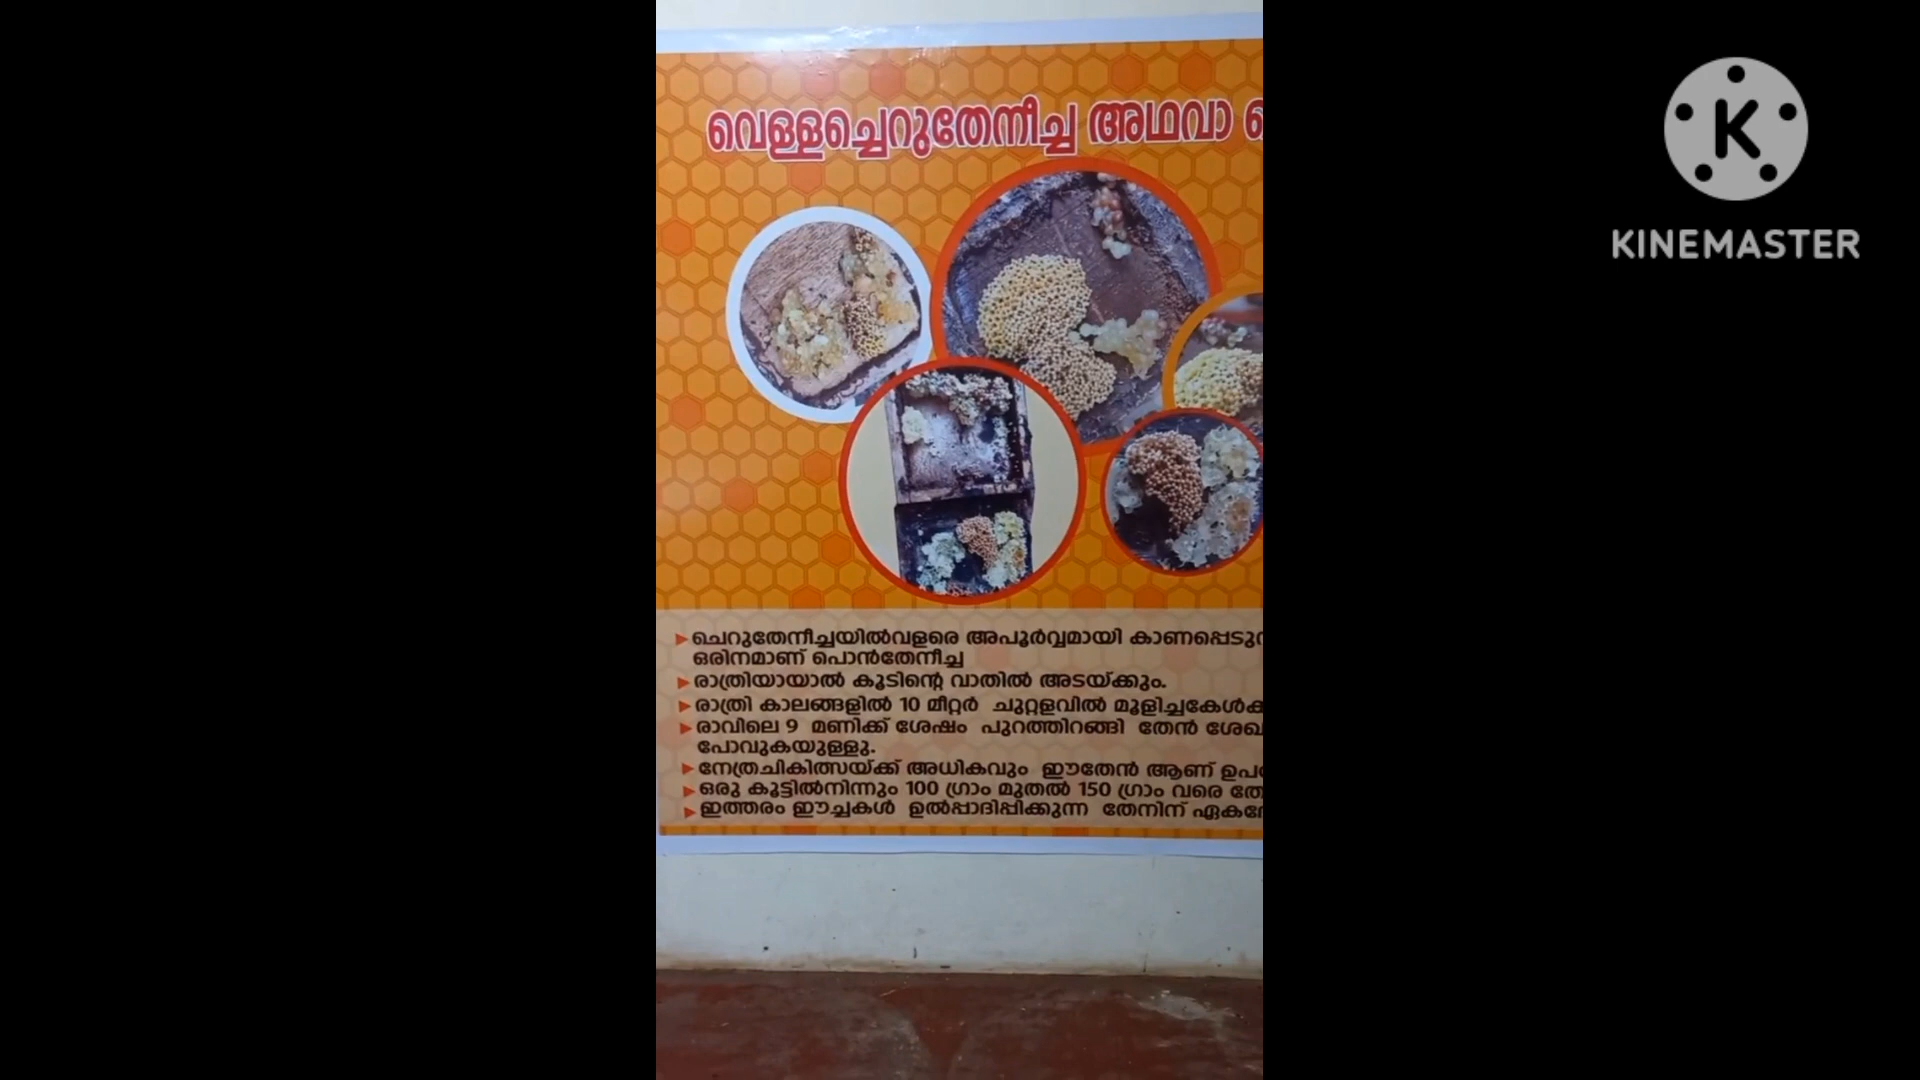 വെള്ളച്ചെറുതേനീച്ച അഥവാ
KINEMASTER
ചെറുതേനീച്ചയിൽവളരെ അപൂർവ്വമായി
ഒരിനമാണ് പൊൻതേനീച്ച
രാത്രിയായാൽ കൂടിന്റെ വാതിൽ അടയ്ക്കും.
രാത്രി കാലങ്ങളിൽ 10 മീറ്റർ ചുറ്റളവിൽ
രാവിലെ 9 മണിക്ക് ശേഷം പുറത്തിറങ്ങി തേൻ
പോവുകയുള്ളു.
നേത്രചികിത്സയ്ക്ക് അധികവും ഈതേൻ ആണ്
ഒരു കൂട്ടിൽനിന്നും 100 ഗ്രാം മുതൽ 150 ഗ്രാം വരെ
ഇത്തരം ഈച്ചകൾ ഉൽപ്പാദിപ്പിക്കുന്ന തേനിന്